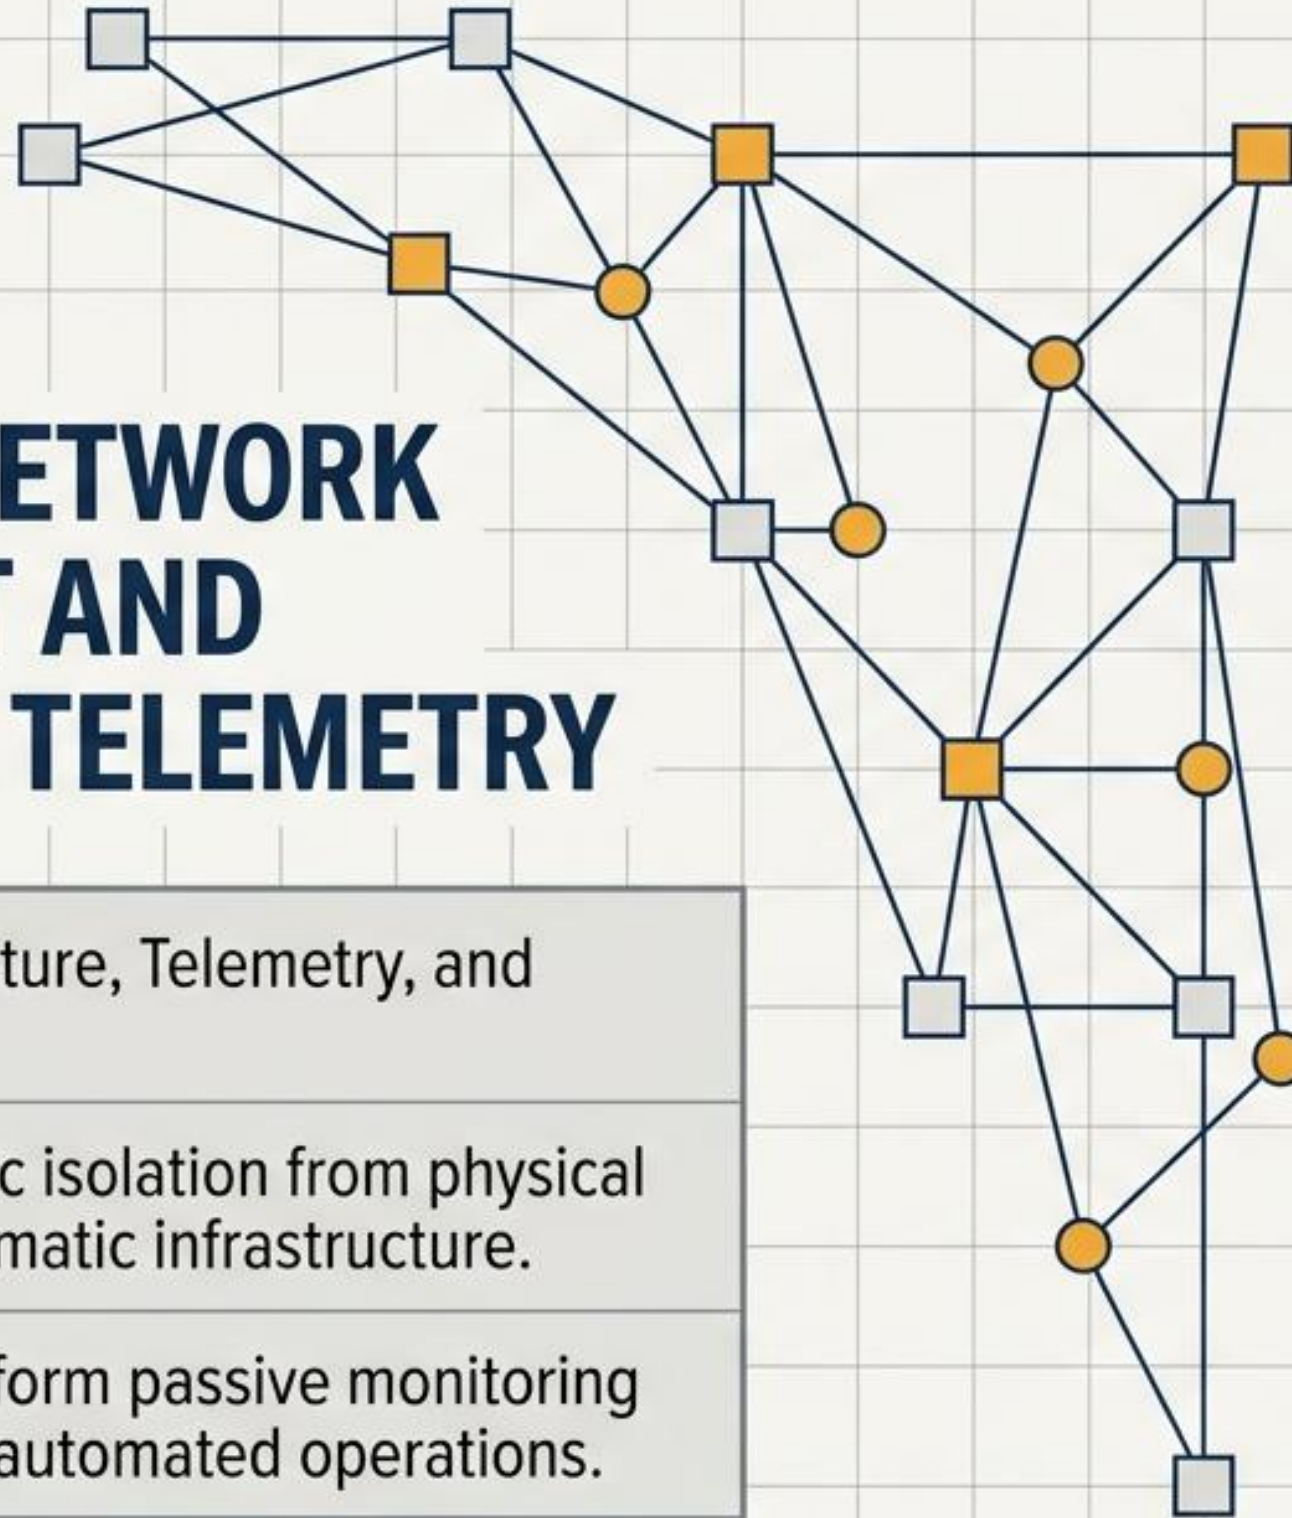 ETWORK
AND
TELEMETRY
ture, Telemetry, and
c isolation from physical
matic infrastructure.
form passive monitoring
automated operations.